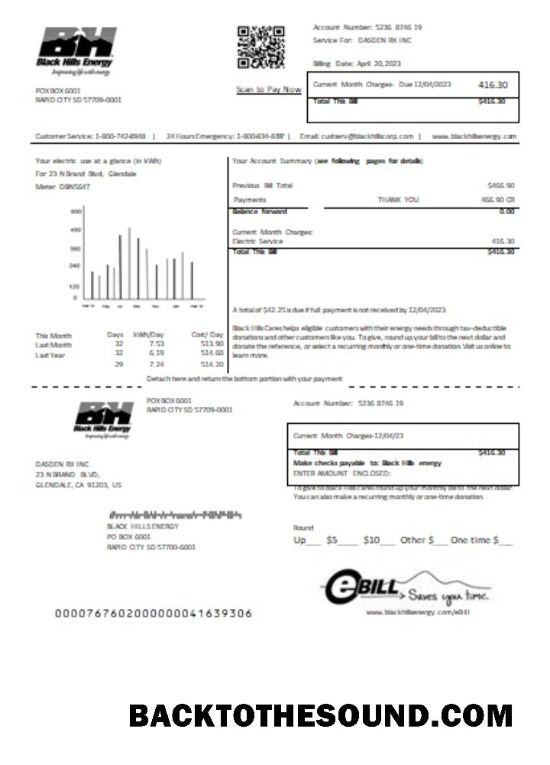 Account Number: 5236 8746 19
Service For: DASDEN RX INC
BH
Black Hills Energy
Improving life with energy
Billing Date: April 20,2023
Current Month Charges- Due 12/04/2023 416.30
Total This Bill $416.30
POX BOX 6001
RAPID CITY SD 57709-0001
Scan to Pay Now
Customer Service: 1-800-742-8948 | 24 Hours Emergency: | Email: custserv@blackhillscorp.com | www.blackhillsenergy.com
Your electric use at a glance (in kWh)
For 23 N Brand Blvd, Glendale
Meter
600
480
360
240
120
0
Days kWh/Day Cost/ Day
This Month 32 7.53 $13.90
Last Month 32 6.19 $14.60
Last Year
29 7.24 $14.20
Your Account Summary (see following pages for details)
Previous Bill Total $466.90
Payments THANK YOU 466.90 CR
Balance forward 0.00
Current Month Charges:
Electric Service 416.30
Total This Bill $416.30
A total of $42.25 is due if full payment is not received by 12/04/2023
Black Hills Cares helps eligible customers with their energy needs through tax-deductible
donations and other customers like you. To give, round up your bill to the next dollar and
donate the reference, or select a recurring monthly or one-time donation. Visit us online to
learn more.
Detach here and return the bottom portion with your payment
BH
Black Hills Energy
Improving life with energy
POX BOX 6001
RAPID CITY SD 57709-0001
Account Number: 5236 8746 19
Current Month Charges-12/04/23
Total This Bill $416.30
Make checks payable to: Black Hills energy
ENTER AMOUNT ENCLOSED:
To give to Black Hills Cares round up your monthly bill to the next dollar.
You can also make a recurring monthly or one-time donation.
DASDEN RX INC
23 N BRAND BLVD,
GLENDALE, CA 91203, US
BLACK HILLS ENERGY
PO BOX 6001
RAPID CITY SD 57700-6001
Round
Up___ $5___ $10___ Other $___ One time $___
eBILL Saves you time.
www.blackhillsenergy.com/eBill
0000767602000000041639306
BACKTOTHESOUND.COM